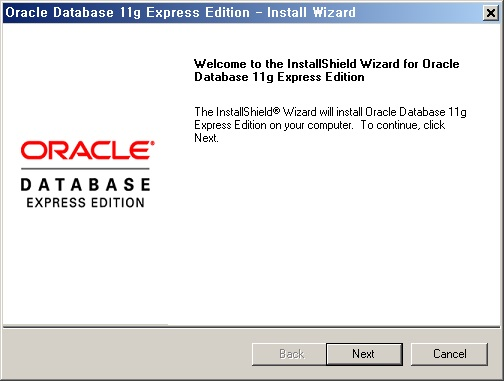 Oracle Database 11g Express Edition - Install Wizard
Welcome to the InstallShield Wizard for Oracle
Database 11g Express Edition
The InstallShield® Wizard will install Oracle Database 11g
Express Edition on your computer. To continue, click
Next.
ORACLE®
DATABASE
EXPRESS EDITION
Back
Next
Cancel